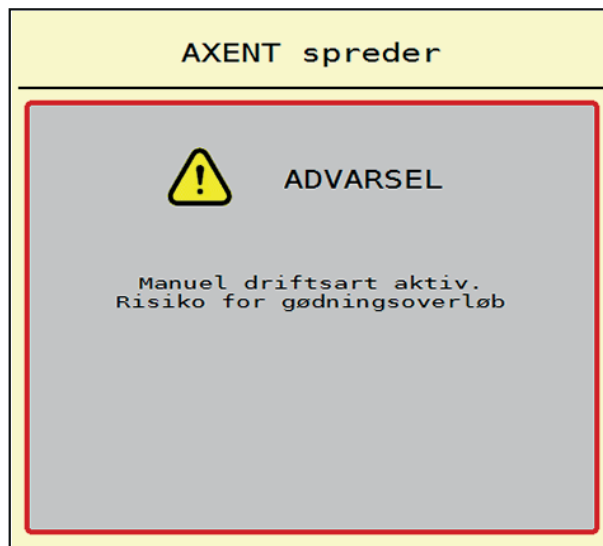 AXENT spreder
ADVARSEL
Manuel driftsart aktiv.
Risiko for gødningsoverløb